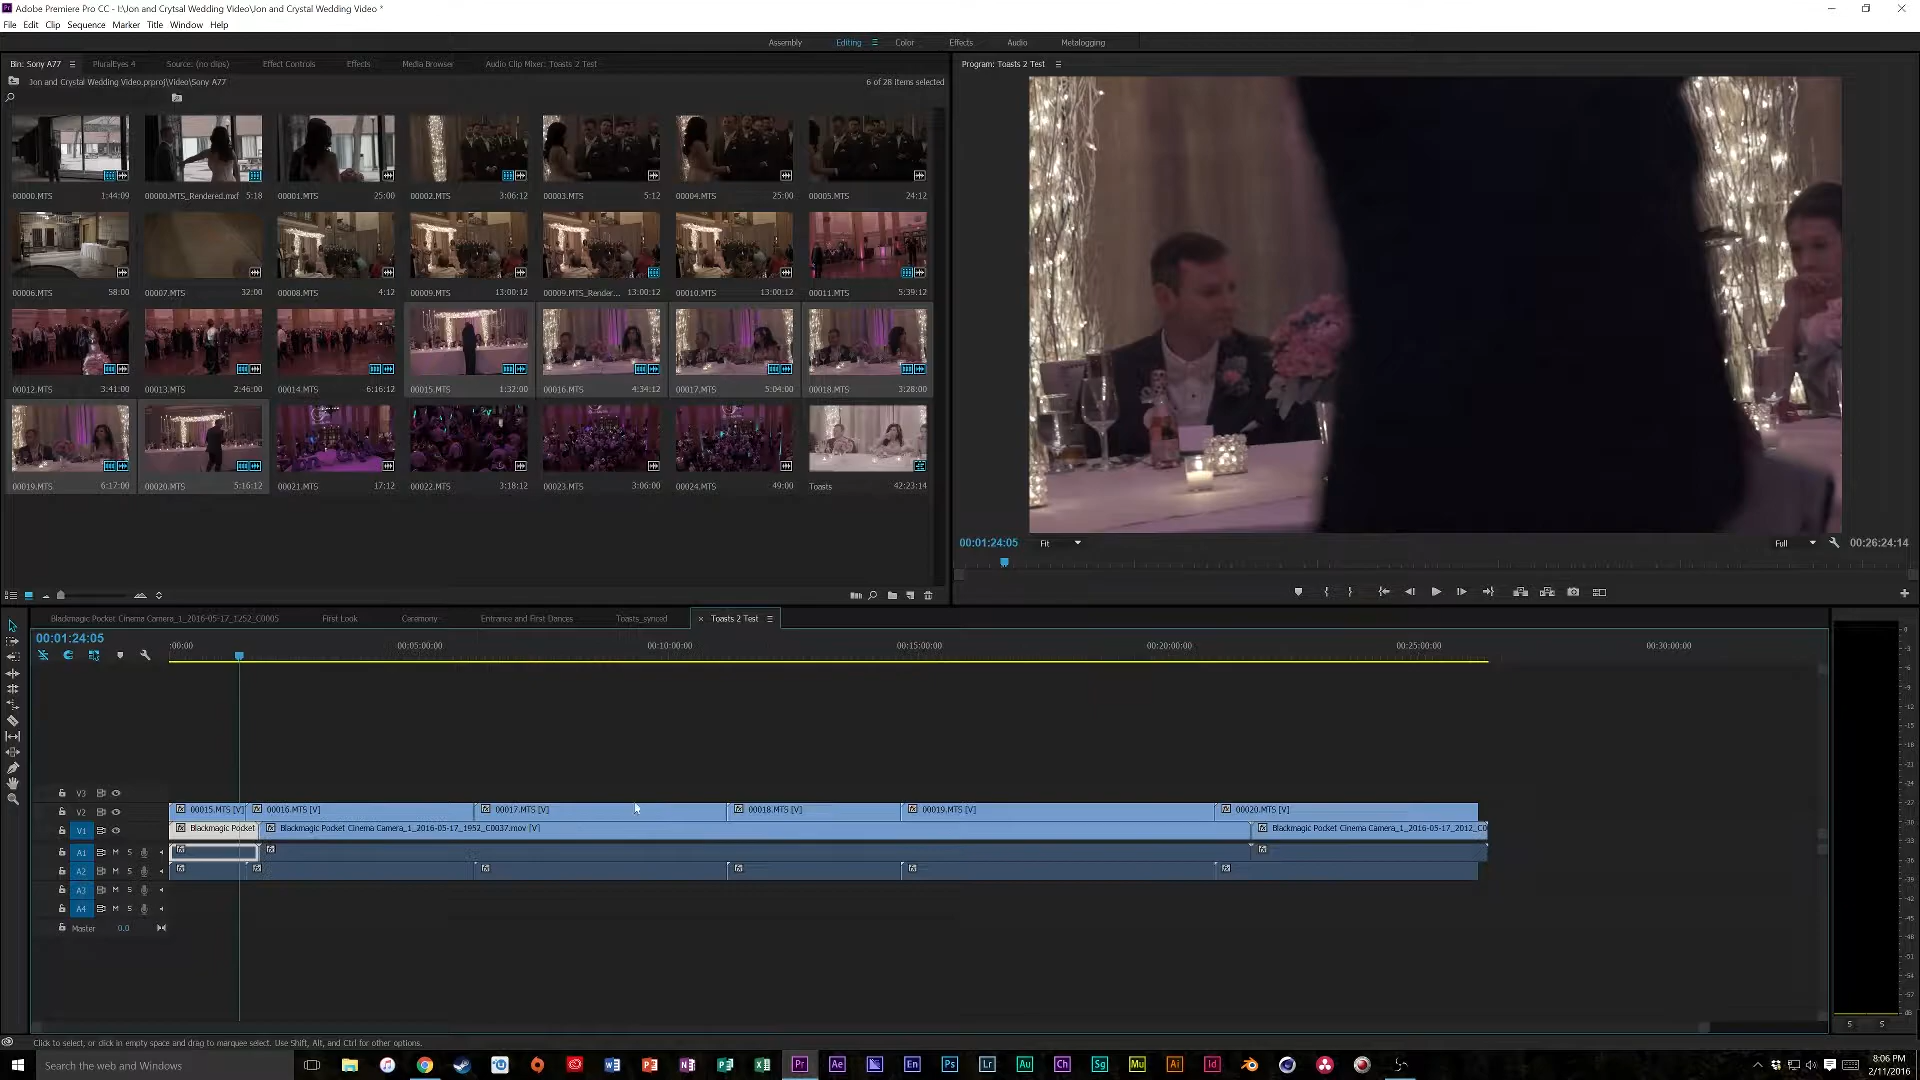 Adobe Premiere Pro CC - I:\Jon and Crytsal Wedding Video\Jon and Crystal Wedding Video *
File Edit Clip Sequence Marker Title Window Help
Assembly Editing Color Effects Audio Metalogging
Bin: Sony A77 PluralEyes 4 Source: (no clips) Effect Controls Effects Media Browser Audio Clip Mixer: Toasts 2 Test Program: Toasts 2 Test
Jon and Crystal Wedding Video.prproj\Video\Sony A77 6 of 28 items selected
00000.MTS 1:44:09 00000.MTS_Rendered.mxf 5:18 00001.MTS 25:00 00002.MTS 3:06:12 00003.MTS 5:12 00004.MTS 25:00 00005.MTS 24:12
00006.MTS 58:00 00007.MTS 32:00 00008.MTS 4:12 00009.MTS 13:00:12 00009.MTS_Render... 13:00:12 00010.MTS 13:00:12 00011.MTS 5:39:12
00012.MTS 3:41:00 00013.MTS 2:46:00 00014.MTS 6:16:12 00015.MTS 1:32:00 00016.MTS 4:34:12 00017.MTS 5:04:00 00018.MTS 3:28:00
00019.MTS 6:17:00 00020.MTS 5:16:12 00021.MTS 17:12 00022.MTS 3:18:12 00023.MTS 3:06:00 00024.MTS 49:00 Toasts 42:23:14
00:01:24:05 Fit Full 00:26:24:14
Blackmagic Pocket Cinema Camera_1_2016-05-17_1252_C0005 First Look Ceremony Entrance and First Dances Toasts_synced × Toasts 2 Test
00:01:24:05
:00:00 00:05:00:00 00:10:00:00 00:15:00:00 00:20:00:00 00:25:00:00 00:30:00:00
V3
V2 00015.MTS [V] 00016.MTS [V] 00017.MTS [V] 00018.MTS [V] 00019.MTS [V] 00020.MTS [V]
V1 Blackmagic Pocket Blackmagic Pocket Cinema Camera_1_2016-05-17_1952_C0037.mov [V] Blackmagic Pocket Cinema Camera_1_2016-05-17_2012_C0
A1 M S
A2 M S
A3 M S
A4 M S
Master 0.0
S S
Click to select, or click in empty space and drag to marquee select. Use Shift, Alt, and Ctrl for other options.
Search the web and Windows
Pr Ae En Ps Lr Au Ch Sg Mu Ai Id
8:06 PM
2/11/2016